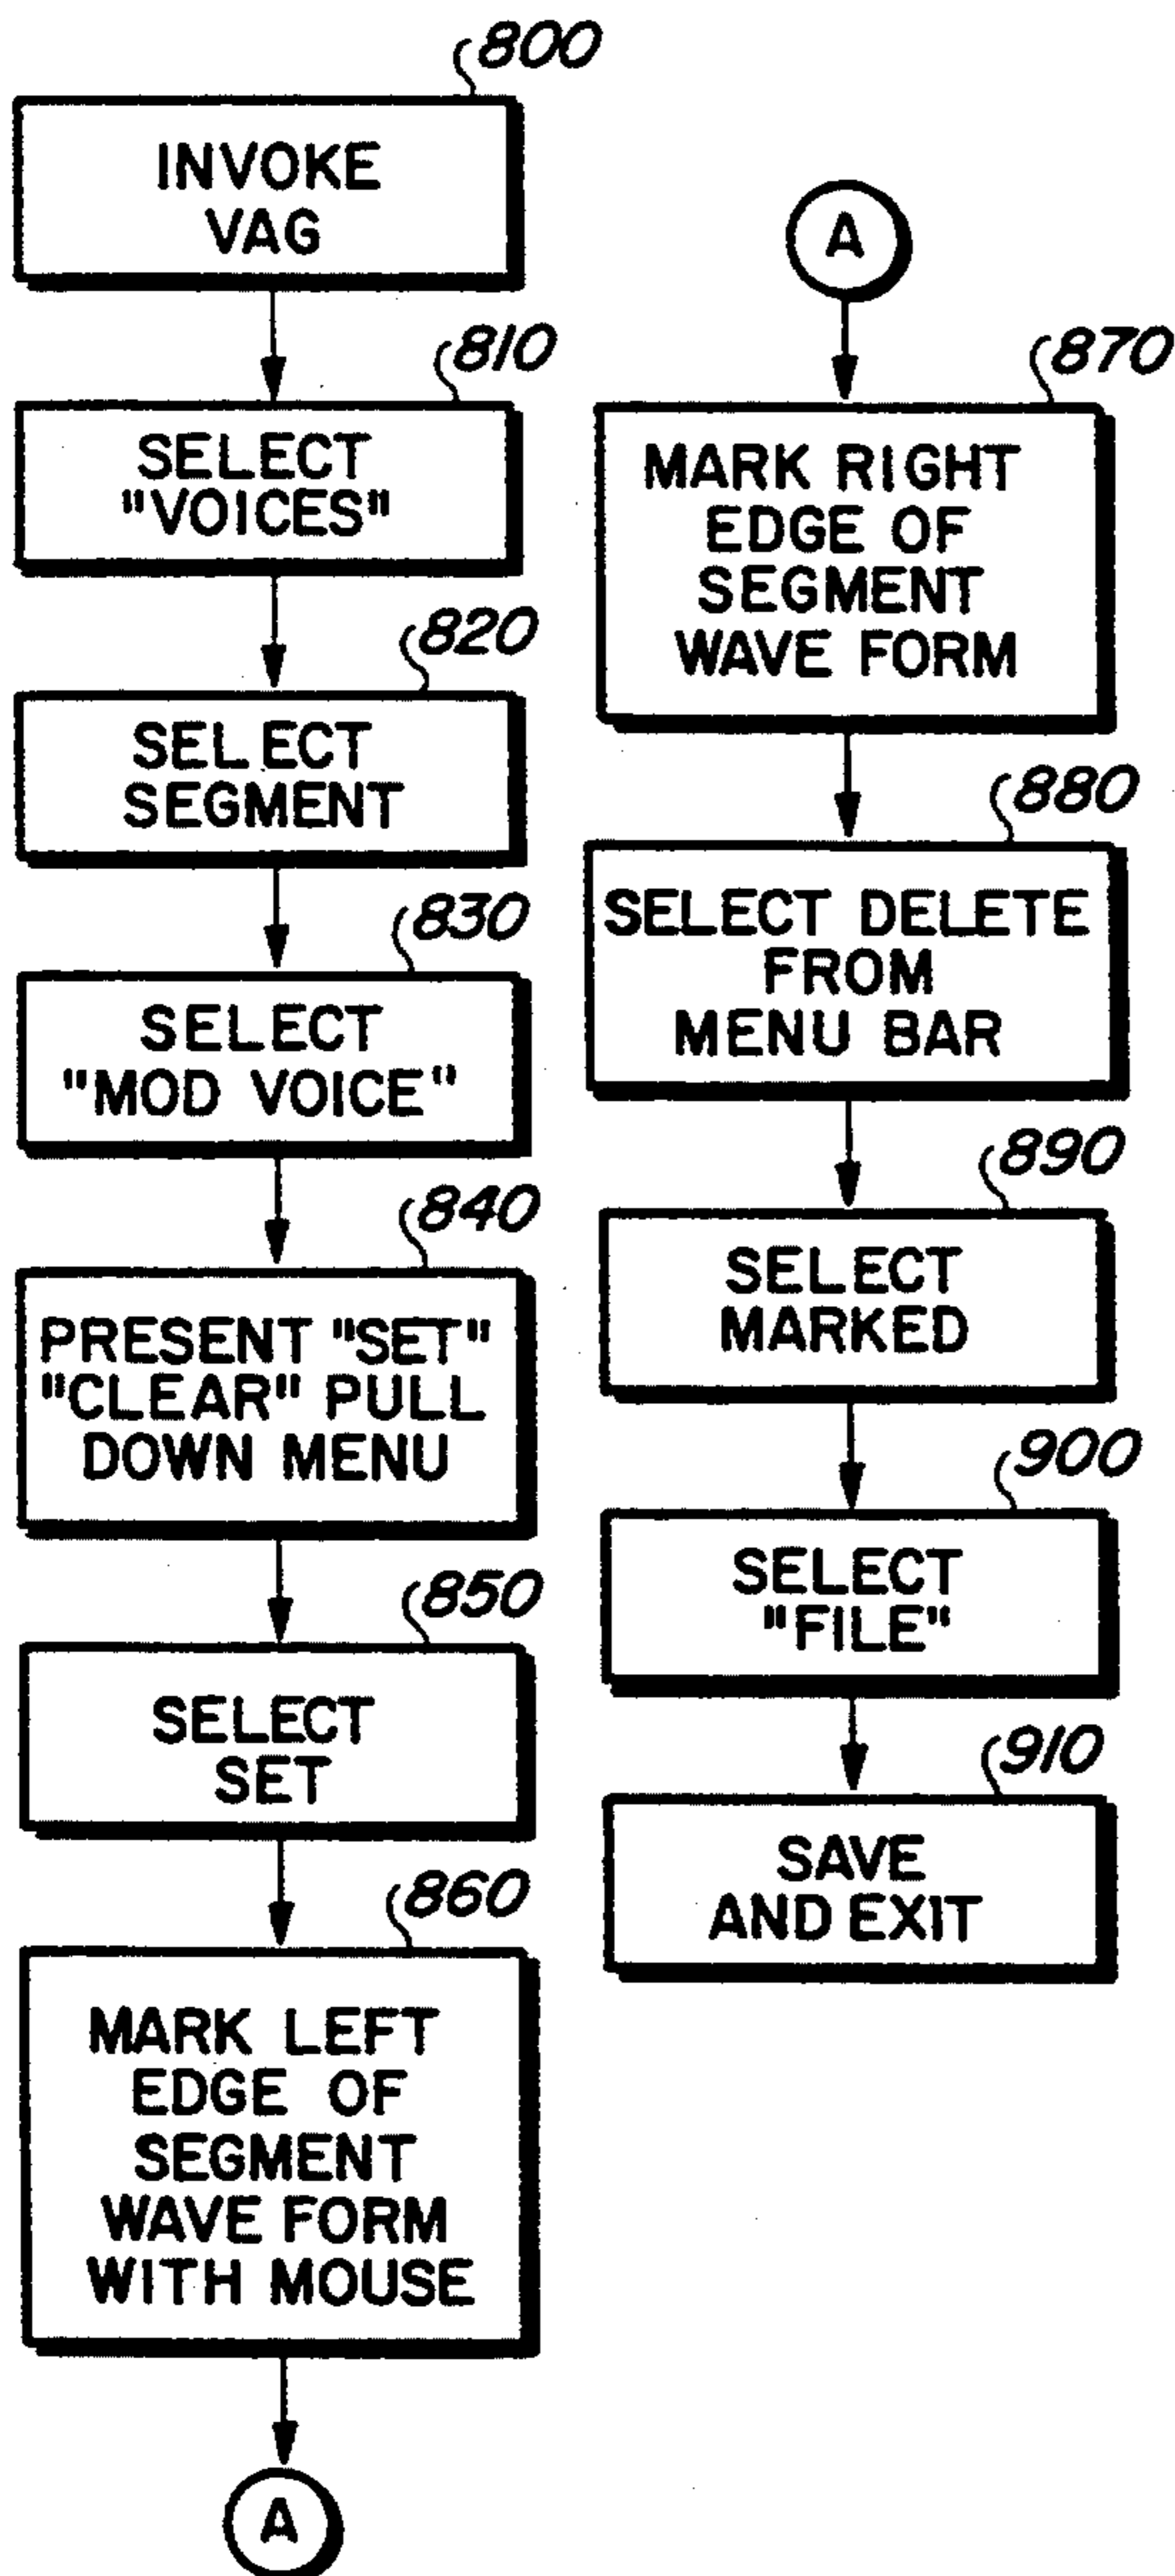 800
INVOKE
VAG
810
SELECT
"VOICES"
820
SELECT
SEGMENT
830
SELECT
"MOD VOICE"
840
PRESENT "SET"
"CLEAR" PULL
DOWN MENU
850
SELECT
SET
860
MARK LEFT
EDGE OF
SEGMENT
WAVE FORM
WITH MOUSE
A
A
870
MARK RIGHT
EDGE OF
SEGMENT
WAVE FORM
880
SELECT DELETE
FROM
MENU BAR
890
SELECT
MARKED
900
SELECT
"FILE"
910
SAVE
AND EXIT